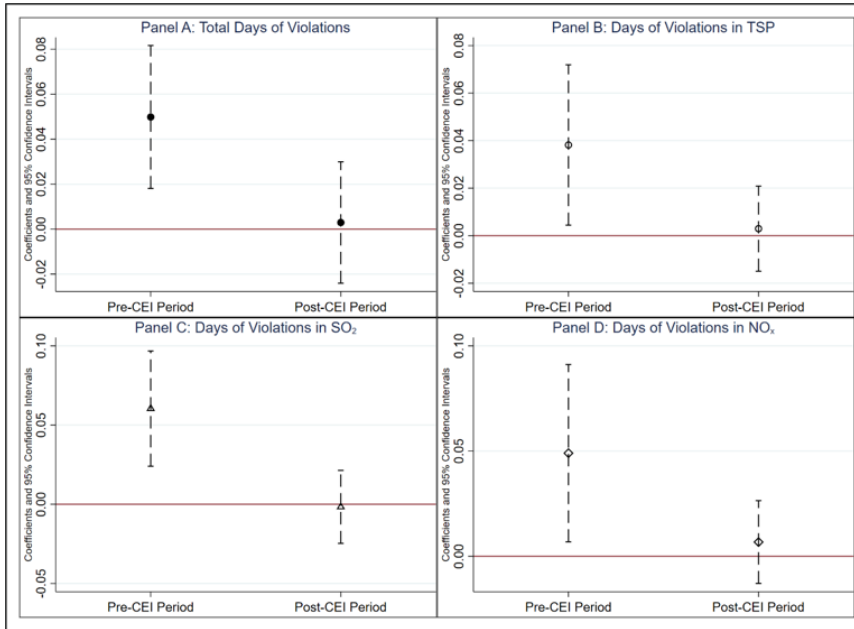 Panel A: Total Days of Violations
Coefficients and 95% Confidence Intervals
0.08
0.06
0.04
0.02
0.00
-0.02
Pre-CEI Period
Post-CEI Period
Panel B: Days of Violations in TSP
Coefficients and 95% Confidence Intervals
0.08
0.06
0.04
0.02
0.00
-0.02
Pre-CEI Period
Post-CEI Period
Panel C: Days of Violations in SO₂
Coefficients and 95% Confidence Intervals
0.10
0.05
0.00
-0.05
Pre-CEI Period
Post-CEI Period
Panel D: Days of Violations in NOₓ
Coefficients and 95% Confidence Intervals
0.10
0.05
0.00
Pre-CEI Period
Post-CEI Period